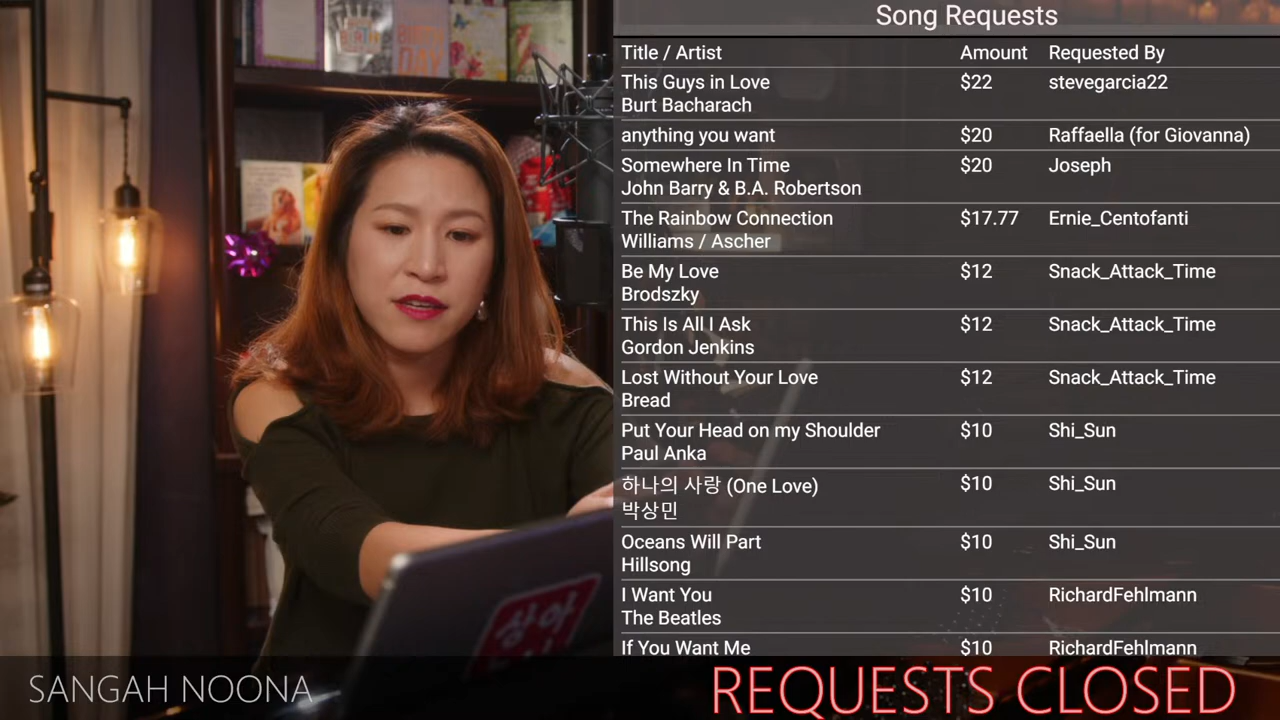 Song Requests
Title / Artist Amount Requested By
This Guys in Love $22 stevegarcia22
Burt Bacharach
anything you want $20 Raffaella (for Giovanna)
Somewhere In Time $20 Joseph
John Barry & B.A. Robertson
The Rainbow Connection $17.77 Ernie_Centofanti
Williams / Ascher
Be My Love $12 Snack_Attack_Time
Brodszky
This Is All I Ask $12 Snack_Attack_Time
Gordon Jenkins
Lost Without Your Love $12 Snack_Attack_Time
Bread
Put Your Head on my Shoulder $10 Shi_Sun
Paul Anka
하나의 사랑 (One Love) $10 Shi_Sun
박상민
Oceans Will Part $10 Shi_Sun
Hillsong
I Want You $10 RichardFehlmann
The Beatles
If You Want Me $10 RichardFehlmann
상아
SANGAH NOONA
REQUESTS CLOSED